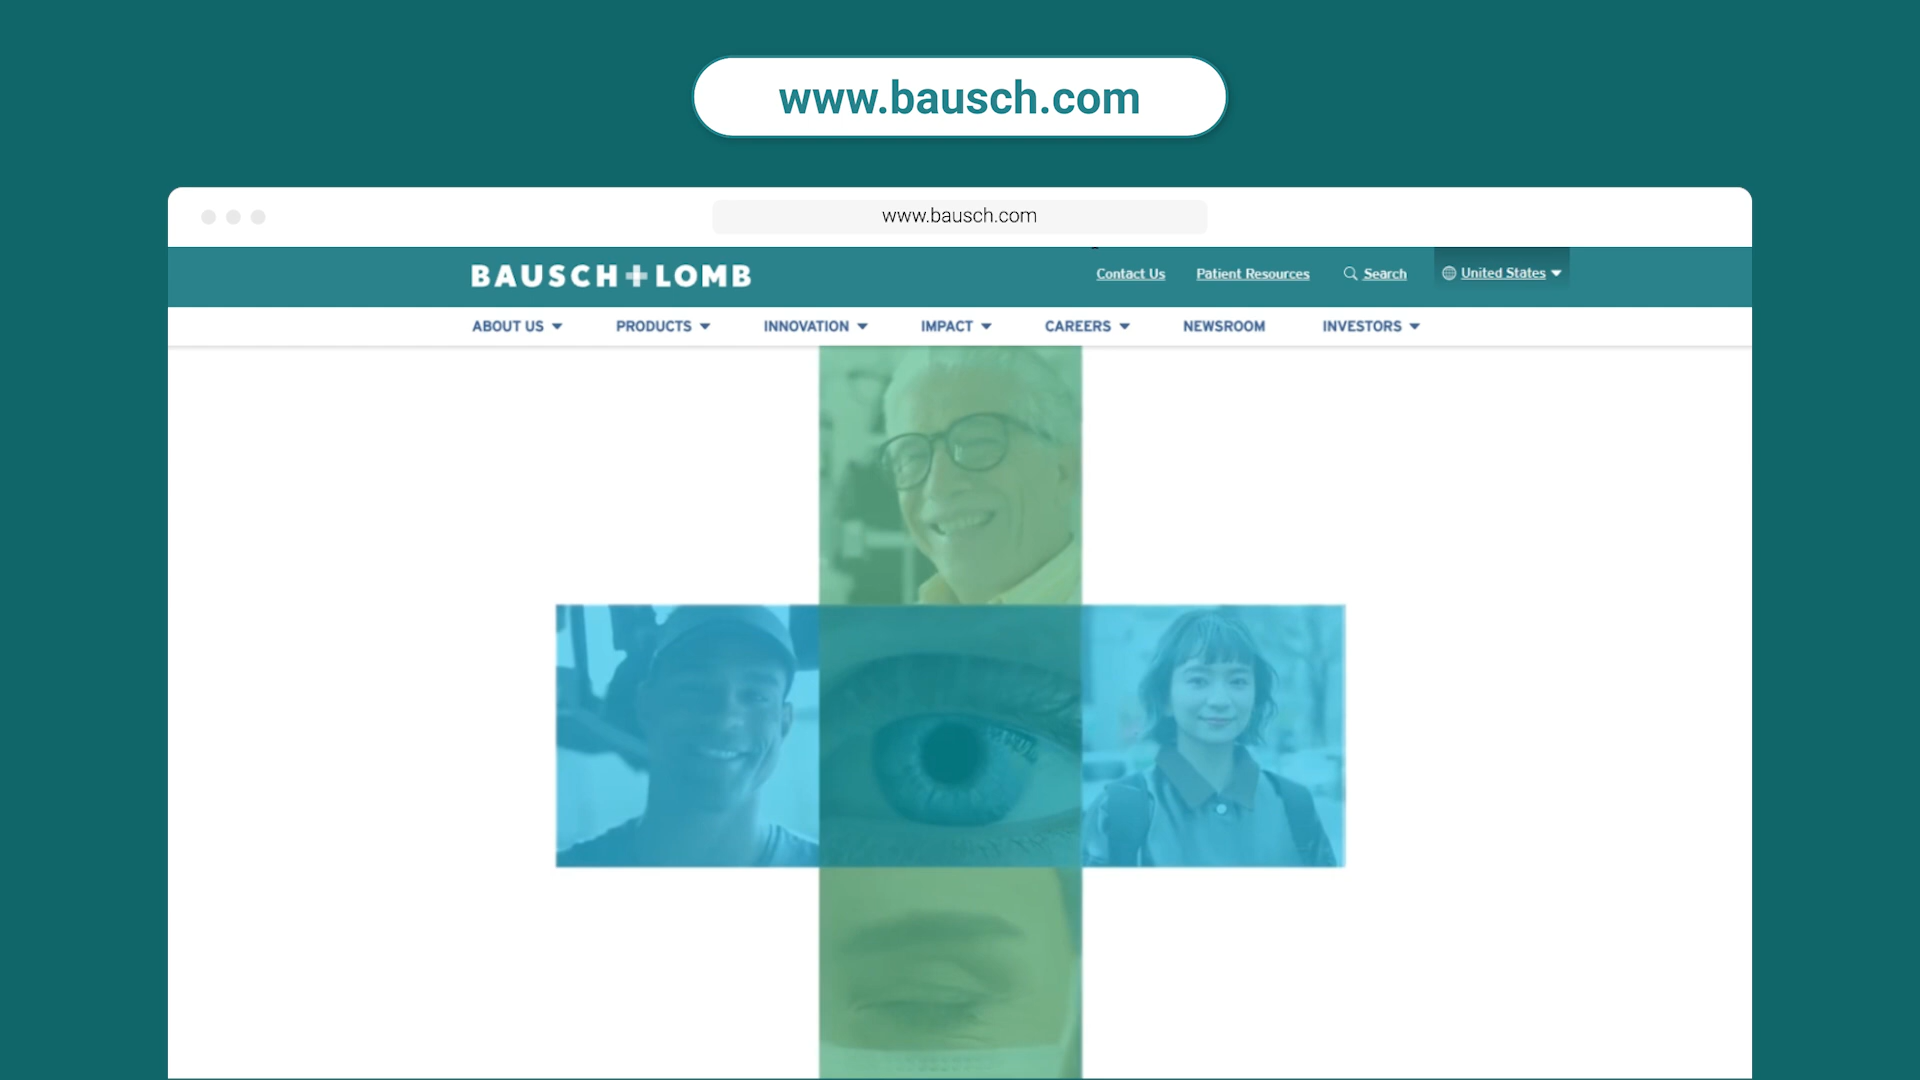 www.bausch.com
www.bausch.com
BAUSCH+LOMB
Contact Us Patient Resources Search United States
ABOUT US PRODUCTS INNOVATION IMPACT CAREERS NEWSROOM INVESTORS